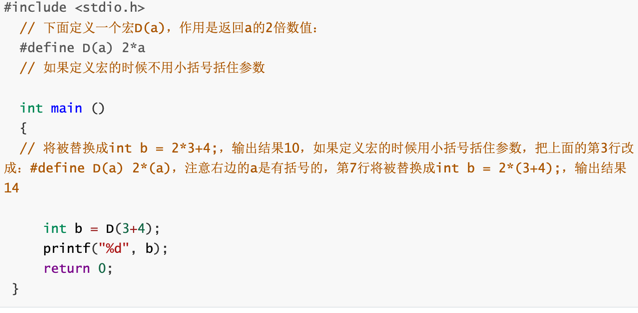 #include <stdio.h>
// 下面定义一个宏D(a)，作用是返回a的2倍数值：
#define D(a) 2*a
// 如果定义宏的时候不用小括号括住参数
int main ()
{
// 将被替换成int b = 2*3+4;，输出结果10，如果定义宏的时候用小括号括住参数，把上面的第3行改
成：#define D(a) 2*(a)，注意右边的a是有括号的，第7行将被替换成int b = 2*(3+4);，输出结果
14
int b = D(3+4);
printf("%d", b);
return 0;
}